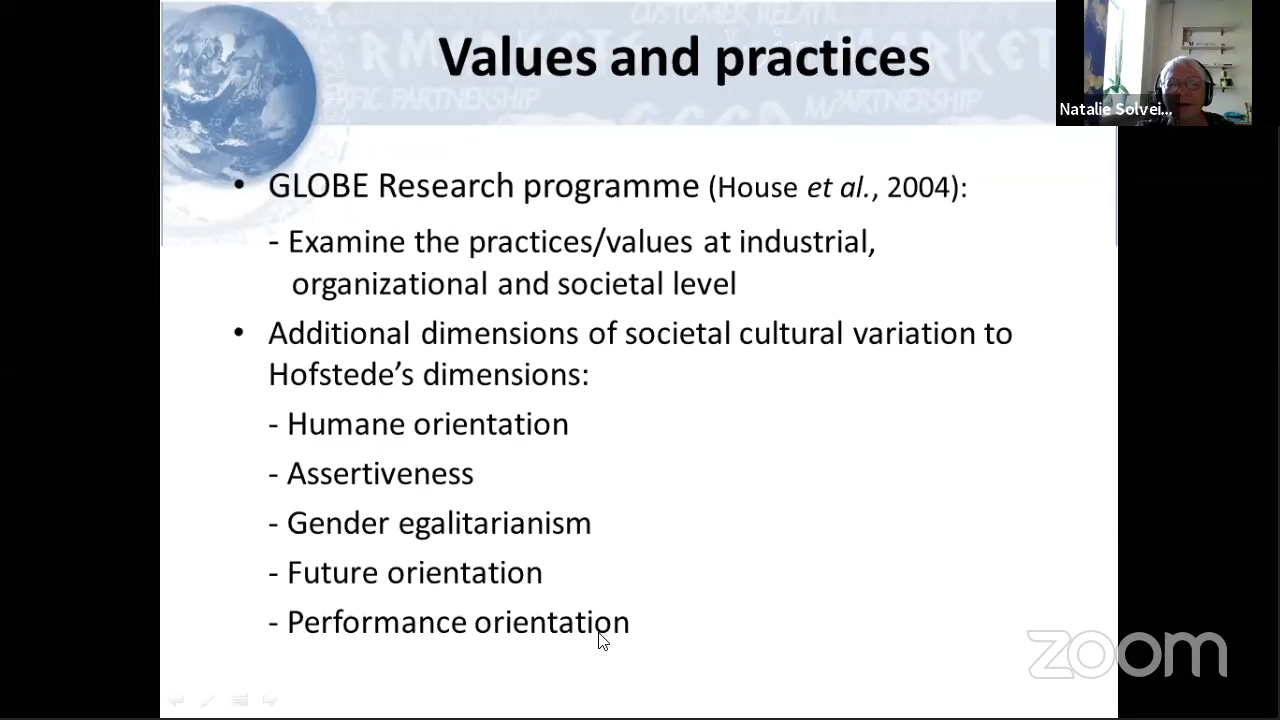 Values and practices
Natalie Solvei...
• GLOBE Research programme (House et al., 2004):
- Examine the practices/values at industrial,
organizational and societal level
• Additional dimensions of societal cultural variation to
Hofstede’s dimensions:
- Humane orientation
- Assertiveness
- Gender egalitarianism
- Future orientation
- Performance orientation
zoom